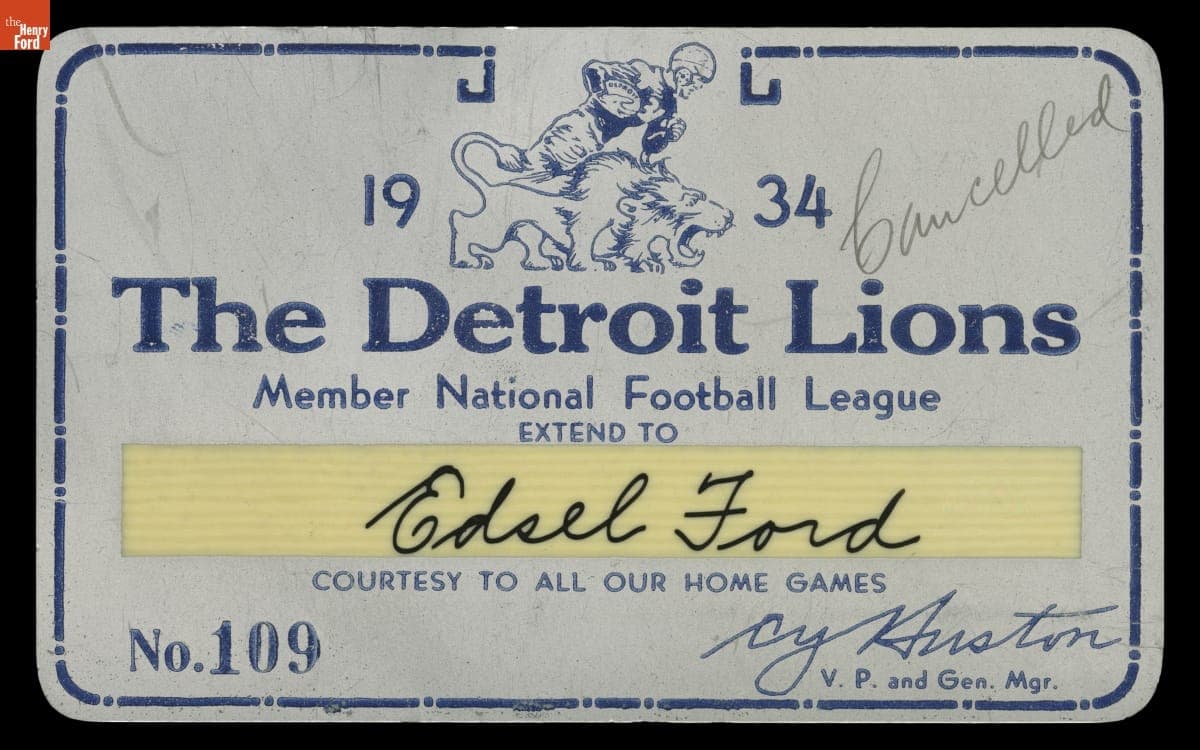 the
Henry
Ford
DETROIT
19 34
Cancelled
The Detroit Lions
Member National Football League
EXTEND TO
Edsel Ford
COURTESY TO ALL OUR HOME GAMES
No. 109
Cy Huston
V. P. and Gen. Mgr.